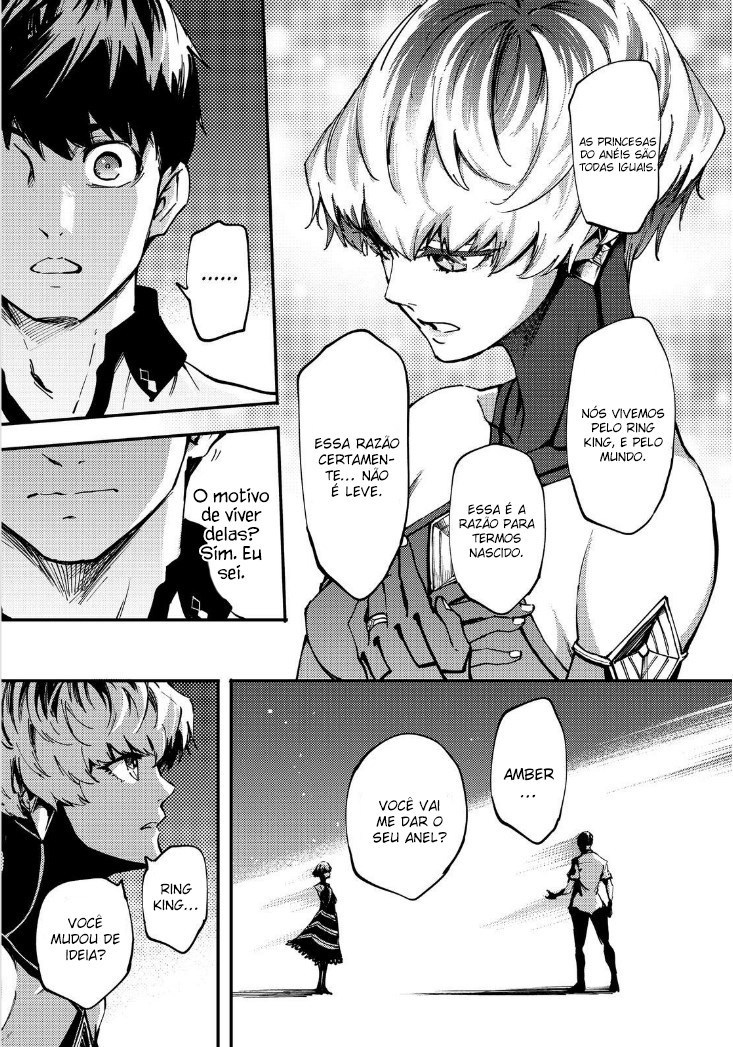 AS PRINCESAS
DO ANÉIS SÃO
TODAS IGUAIS.
NÓS VIVEMOS
PELO RING
KING, E PELO
MUNDO.
ESSA É A
RAZÃO PARA
TERMOS
NASCIDO.
ESSA RAZÃO
CERTAMEN-
TE... NÃO
É LEVE.
......
O motivo
de viver
delas?
Sim. Eu
sei.
AMBER
...
VOCÊ VAI
ME DAR O
SEU ANEL?
RING
KING...
VOCÊ
MUDOU DE
IDEIA?